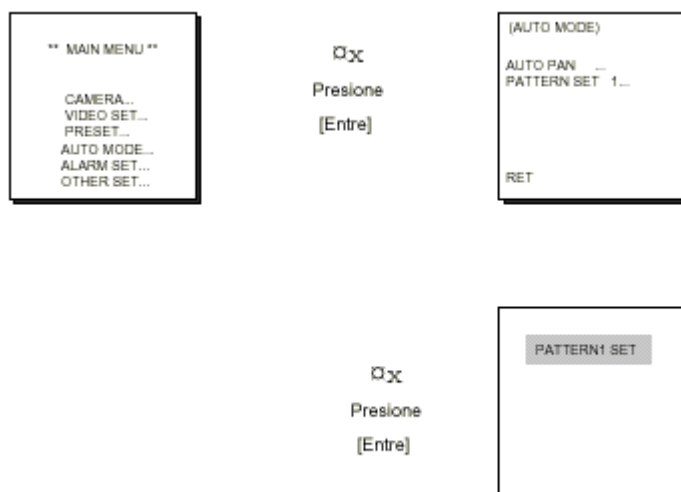 ** MAIN MENU **
CAMERA...
VIDEO SET...
PRESET...
AUTO MODE...
ALARM SET...
OTHER SET...
¤x
Presione
[Entre]
(AUTO MODE)
AUTO PAN ...
PATTERN SET 1...
RET
¤x
Presione
[Entre]
PATTERN1 SET